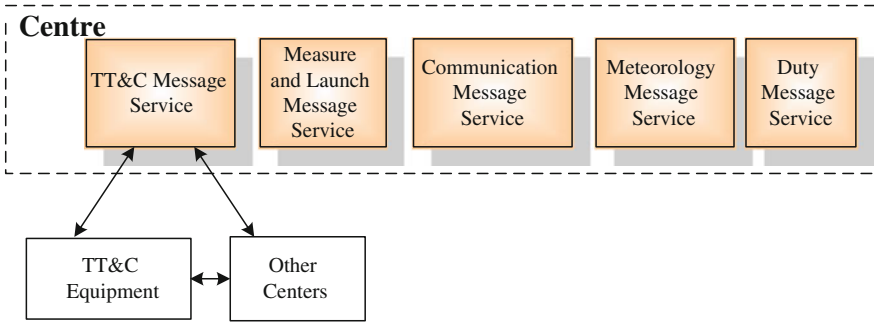 Centre
TT&C Message
Service
Measure
and Launch
Message
Service
Communication
Message
Service
Meteorology
Message
Service
Duty
Message
Service
TT&C
Equipment
Other
Centers